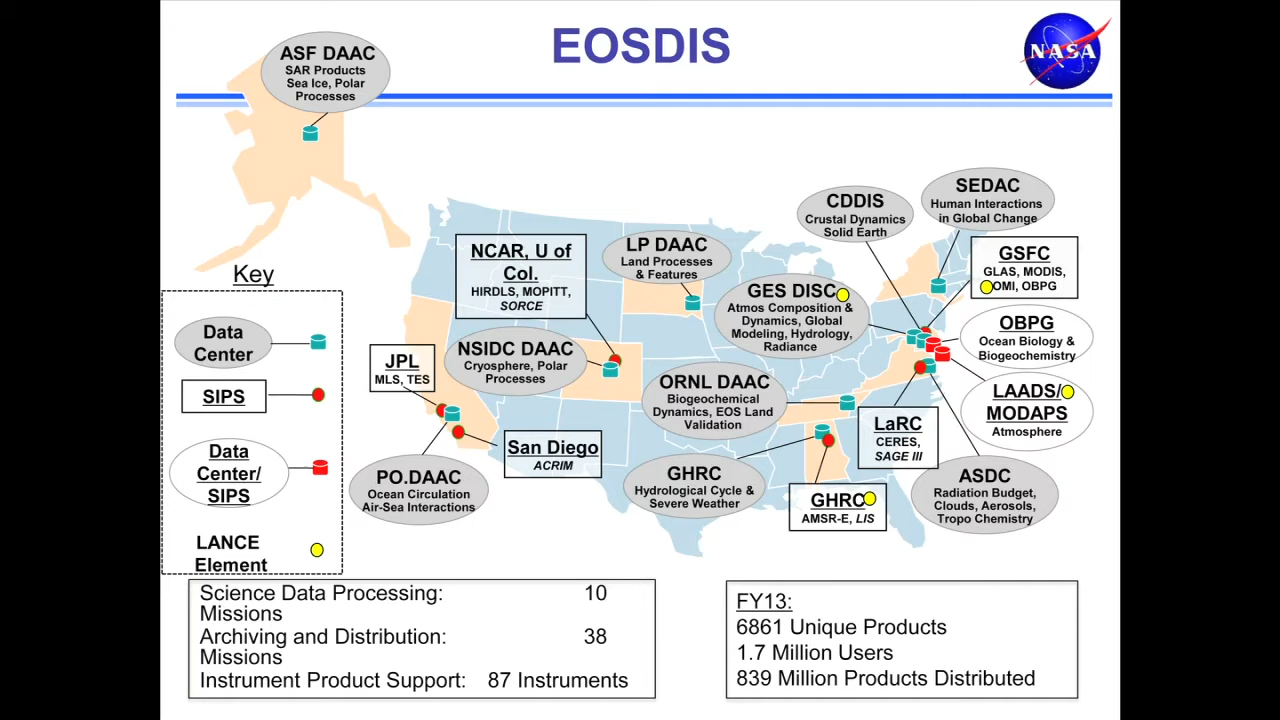 EOSDIS
NASA
ASF DAAC
SAR Products
Sea Ice, Polar
Processes
CDDIS
Crustal Dynamics
Solid Earth
SEDAC
Human Interactions
in Global Change
NCAR, U of
Col.
HIRDLS, MOPITT,
SORCE
LP DAAC
Land Processes
& Features
GSFC
GLAS, MODIS,
OMI, OBPG
GES DISC
Atmos Composition &
Dynamics, Global
Modeling, Hydrology,
Radiance
OBPG
Ocean Biology &
Biogeochemistry
Key
Data
Center
SIPS
Data
Center/
SIPS
LANCE
Element
JPL
MLS, TES
NSIDC DAAC
Cryosphere, Polar
Processes
ORNL DAAC
Biogeochemical
Dynamics, EOS Land
Validation
LAADS/
MODAPS
Atmosphere
LaRC
CERES,
SAGE III
San Diego
ACRIM
PO.DAAC
Ocean Circulation
Air-Sea Interactions
GHRC
Hydrological Cycle &
Severe Weather
GHRC
AMSR-E, LIS
ASDC
Radiation Budget,
Clouds, Aerosols,
Tropo Chemistry
Science Data Processing: 10
Missions
Archiving and Distribution: 38
Missions
Instrument Product Support: 87 Instruments
FY13:
6861 Unique Products
1.7 Million Users
839 Million Products Distributed